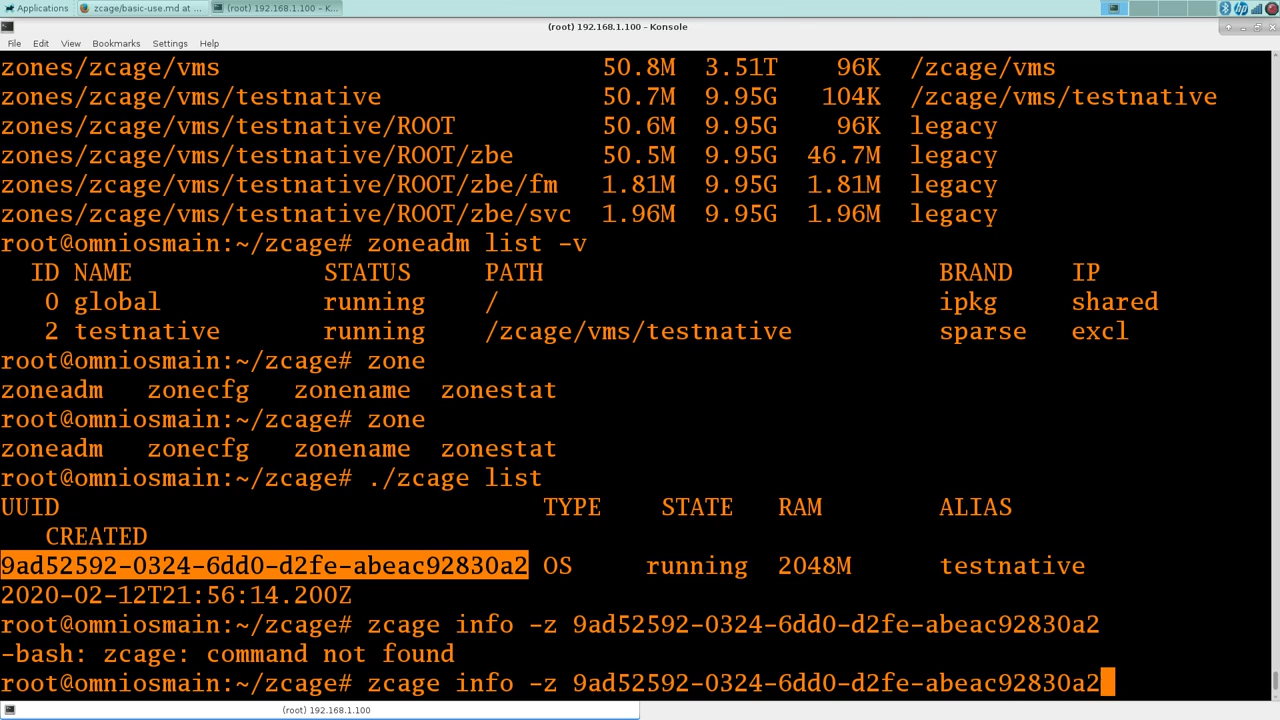 Applications zcage/basic-use.md at ... (root) 192.168.1.100 – K...
(root) 192.168.1.100 – Konsole
File Edit View Bookmarks Settings Help
zones/zcage/vms 50.8M 3.51T 96K /zcage/vms
zones/zcage/vms/testnative 50.7M 9.95G 104K /zcage/vms/testnative
zones/zcage/vms/testnative/ROOT 50.6M 9.95G 96K legacy
zones/zcage/vms/testnative/ROOT/zbe 50.5M 9.95G 46.7M legacy
zones/zcage/vms/testnative/ROOT/zbe/fm 1.81M 9.95G 1.81M legacy
zones/zcage/vms/testnative/ROOT/zbe/svc 1.96M 9.95G 1.96M legacy
root@omniosmain:~/zcage# zoneadm list -v
ID NAME STATUS PATH BRAND IP
0 global running / ipkg shared
2 testnative running /zcage/vms/testnative sparse excl
root@omniosmain:~/zcage# zone
zoneadm zonecfg zonename zonestat
root@omniosmain:~/zcage# zone
zoneadm zonecfg zonename zonestat
root@omniosmain:~/zcage# ./zcage list
UUID TYPE STATE RAM ALIAS
CREATED
9ad52592-0324-6dd0-d2fe-abeac92830a2 OS running 2048M testnative
2020-02-12T21:56:14.200Z
root@omniosmain:~/zcage# zcage info -z 9ad52592-0324-6dd0-d2fe-abeac92830a2
-bash: zcage: command not found
root@omniosmain:~/zcage# zcage info -z 9ad52592-0324-6dd0-d2fe-abeac92830a2
(root) 192.168.1.100